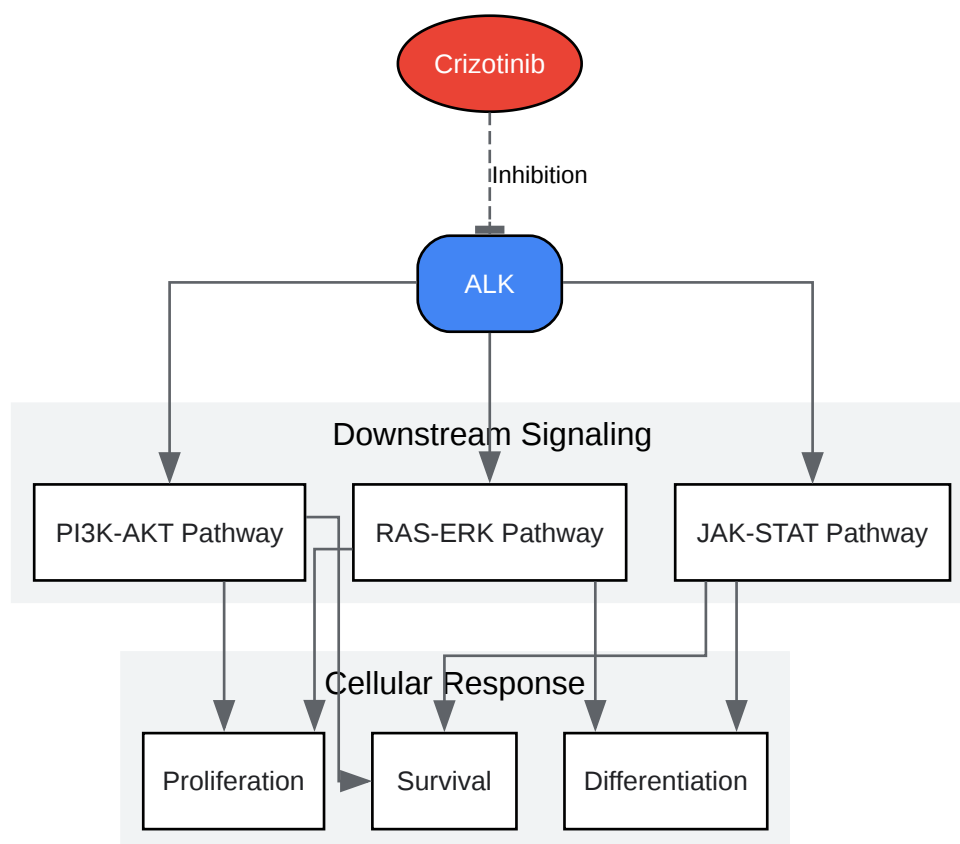 Crizotinib
Inhibition
ALK
Downstream Signaling
PI3K-AKT Pathway
RAS-ERK Pathway
JAK-STAT Pathway
Cellular Response
Proliferation
Survival
Differentiation